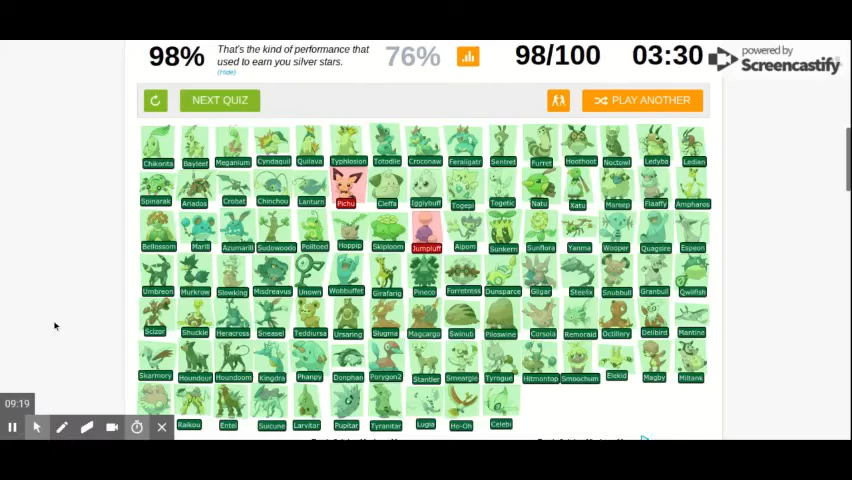 98%
That's the kind of performance that
used to earn you silver stars.
(Hide)
76%
98/100
03:30
powered by
Screencastify
NEXT QUIZ
PLAY ANOTHER
Chikorita Bayleef Meganium Cyndaquil Quilava Typhlosion Totodile Croconaw Feraligatr Sentret Furret Hoothoot Noctowl Ledyba Ledian
Spinarak Ariados Crobat Chinchou Lanturn Pichu Cleffa Igglybuff Togepi Togetic Natu Xatu Mareep Flaaffy Ampharos
Bellossom Marill Azumarill Sudowoodo Politoed Hoppip Skiploom Jumpluff Aipom Sunkern Sunflora Yanma Wooper Quagsire Espeon
Umbreon Murkrow Slowking Misdreavus Unown Wobbuffet Girafarig Pineco Forretress Dunsparce Gligar Steelix Snubbull Granbull Qwilfish
Scizor Shuckle Heracross Sneasel Teddiursa Ursaring Slugma Magcargo Swinub Piloswine Corsola Remoraid Octillery Delibird Mantine
Skarmory Houndour Houndoom Kingdra Phanpy Donphan Porygon2 Stantler Smeargle Tyrogue Hitmontop Smoochum Elekid Magby Miltank
Raikou Entei Suicune Larvitar Pupitar Tyranitar Lugia Ho-Oh Celebi
09:19